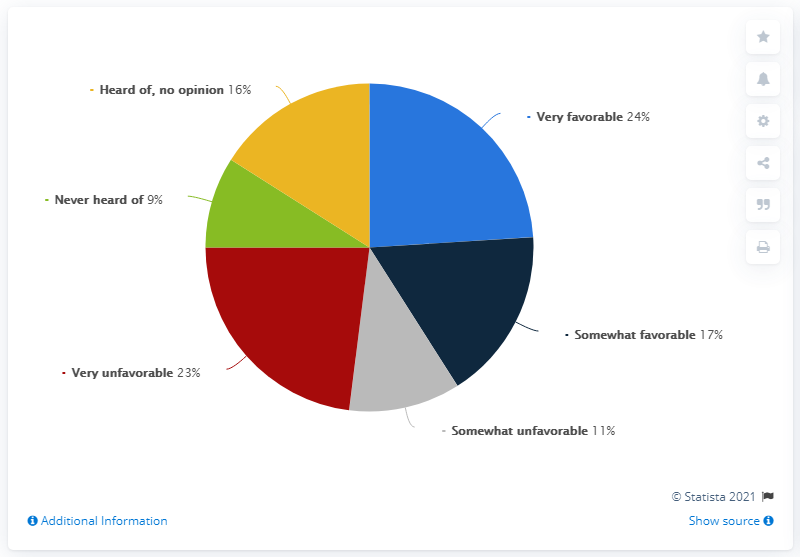 Heard of, no opinion 16%
Very favorable 24%
Never heard of 9%
Somewhat favorable 17%
Very unfavorable 23%
Somewhat unfavorable 11%
© Statista 2021
Additional Information
Show source